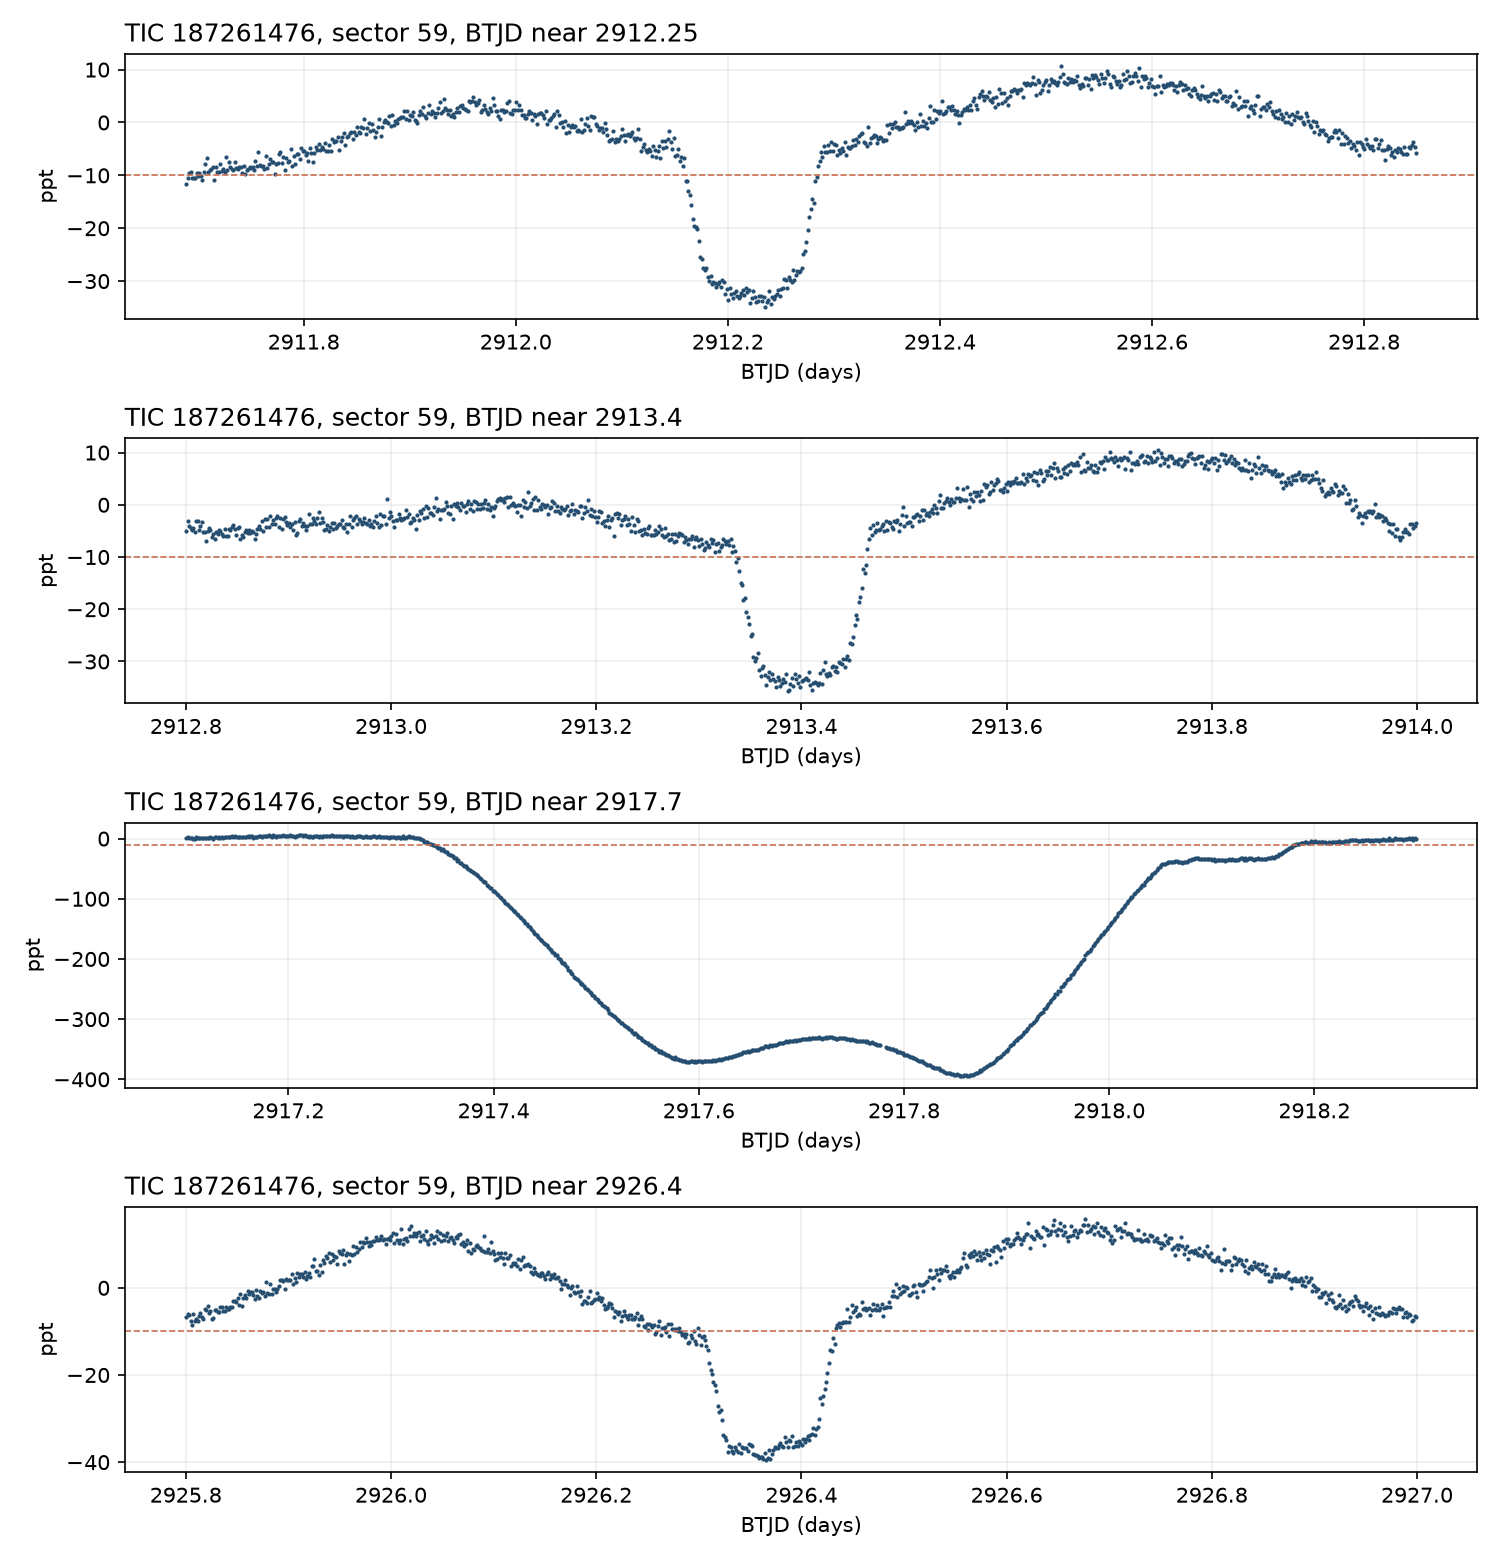 TIC 187261476, sector 59, BTJD near 2912.25
10
0
−10
−20
−30
ppt
2911.8 2912.0 2912.2 2912.4 2912.6 2912.8
BTJD (days)
TIC 187261476, sector 59, BTJD near 2913.4
10
0
−10
−20
−30
ppt
2912.8 2913.0 2913.2 2913.4 2913.6 2913.8 2914.0
BTJD (days)
TIC 187261476, sector 59, BTJD near 2917.7
0
−100
−200
−300
−400
ppt
2917.2 2917.4 2917.6 2917.8 2918.0 2918.2
BTJD (days)
TIC 187261476, sector 59, BTJD near 2926.4
0
−20
−40
ppt
2925.8 2926.0 2926.2 2926.4 2926.6 2926.8 2927.0
BTJD (days)